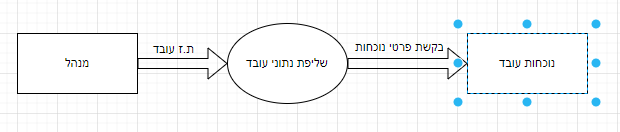 מנהל
ת.ז עובד
שליפת נתוני עובד
בקשת פרטי נוכחות
נוכחות עובד